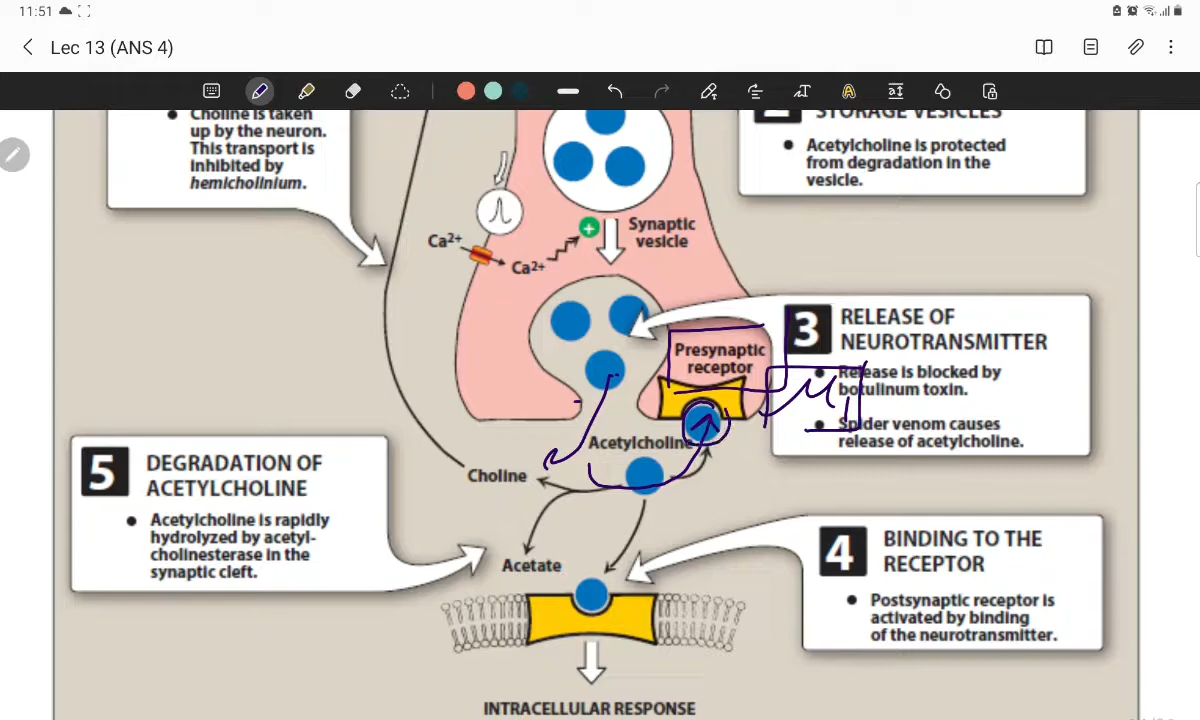 11:51
Lec 13 (ANS 4)
Choline is taken
up by the neuron.
This transport is
inhibited by
hemicholinium.
STORAGE VESICLES
Acetylcholine is protected
from degradation in the
vesicle.
Ca2+
Ca2+
+
Synaptic
vesicle
3 RELEASE OF
NEUROTRANSMITTER
Release is blocked by
botulinum toxin.
Spider venom causes
release of acetylcholine.
Presynaptic
receptor
M1
Acetylcholine
Choline
5 DEGRADATION OF
ACETYLCHOLINE
Acetylcholine is rapidly
hydrolyzed by acetyl-
cholinesterase in the
synaptic cleft.
Acetate
4 BINDING TO THE
RECEPTOR
Postsynaptic receptor is
activated by binding
of the neurotransmitter.
INTRACELLULAR RESPONSE